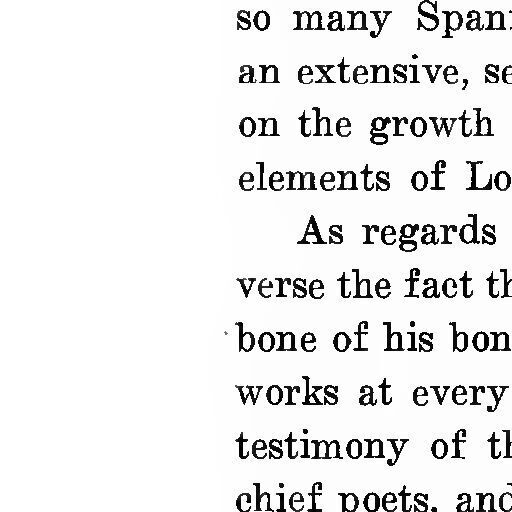 so many Spani
an extensive, se
on the growth
elements of Lo
As regards
verse the fact th
bone of his bon
works at every
testimony of th
chief poets, and